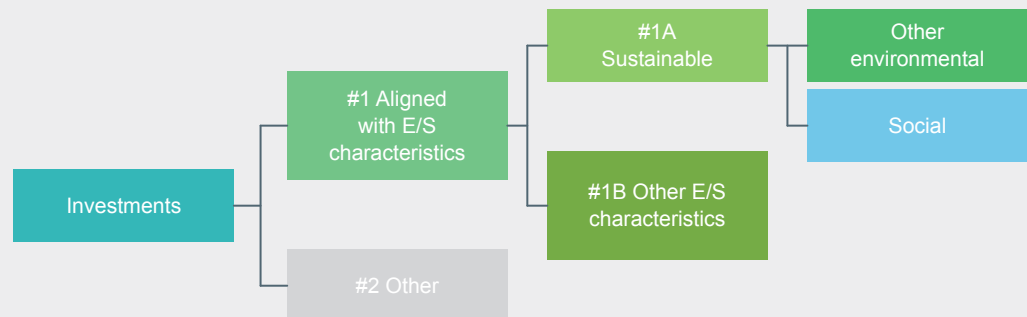 #1A
Sustainable
Other
environmental
#1 Aligned
with E/S
characteristics
Social
Investments
#1B Other E/S
characteristics
#2 Other